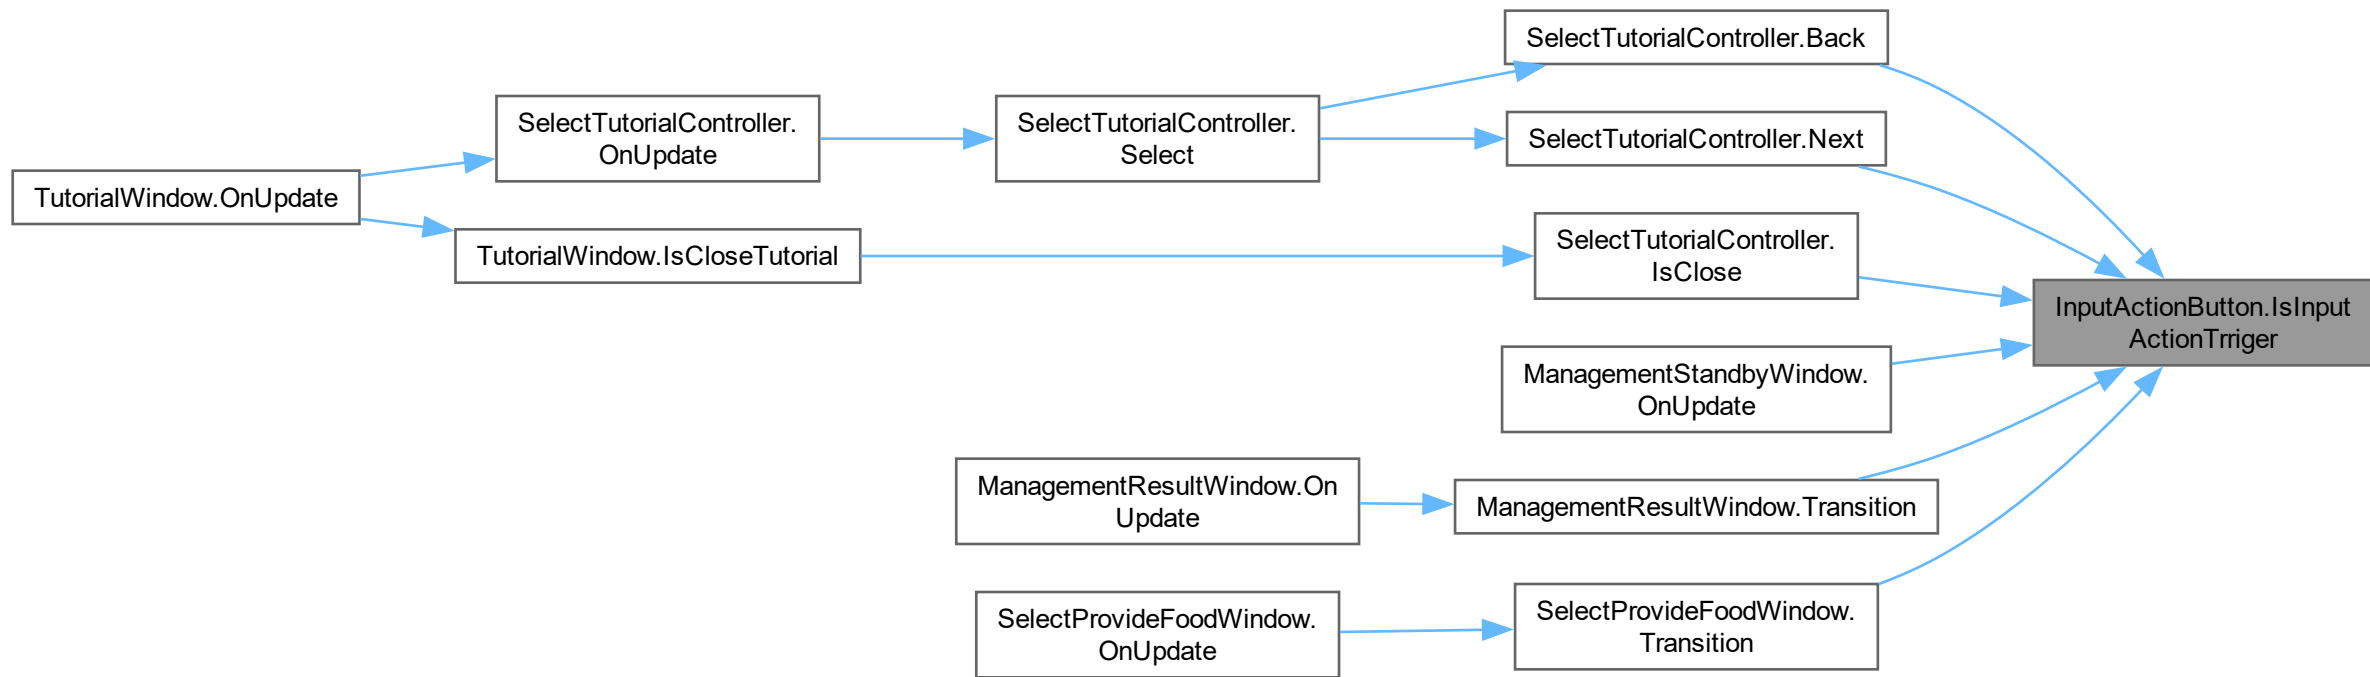 SelectTutorialController.Back
SelectTutorialController.
OnUpdate
SelectTutorialController.
Select
SelectTutorialController.Next
TutorialWindow.OnUpdate
TutorialWindow.IsCloseTutorial
SelectTutorialController.
IsClose
InputActionButton.IsInput
ActionTrriger
ManagementStandbyWindow.
OnUpdate
ManagementResultWindow.On
Update
ManagementResultWindow.Transition
SelectProvideFoodWindow.
OnUpdate
SelectProvideFoodWindow.
Transition